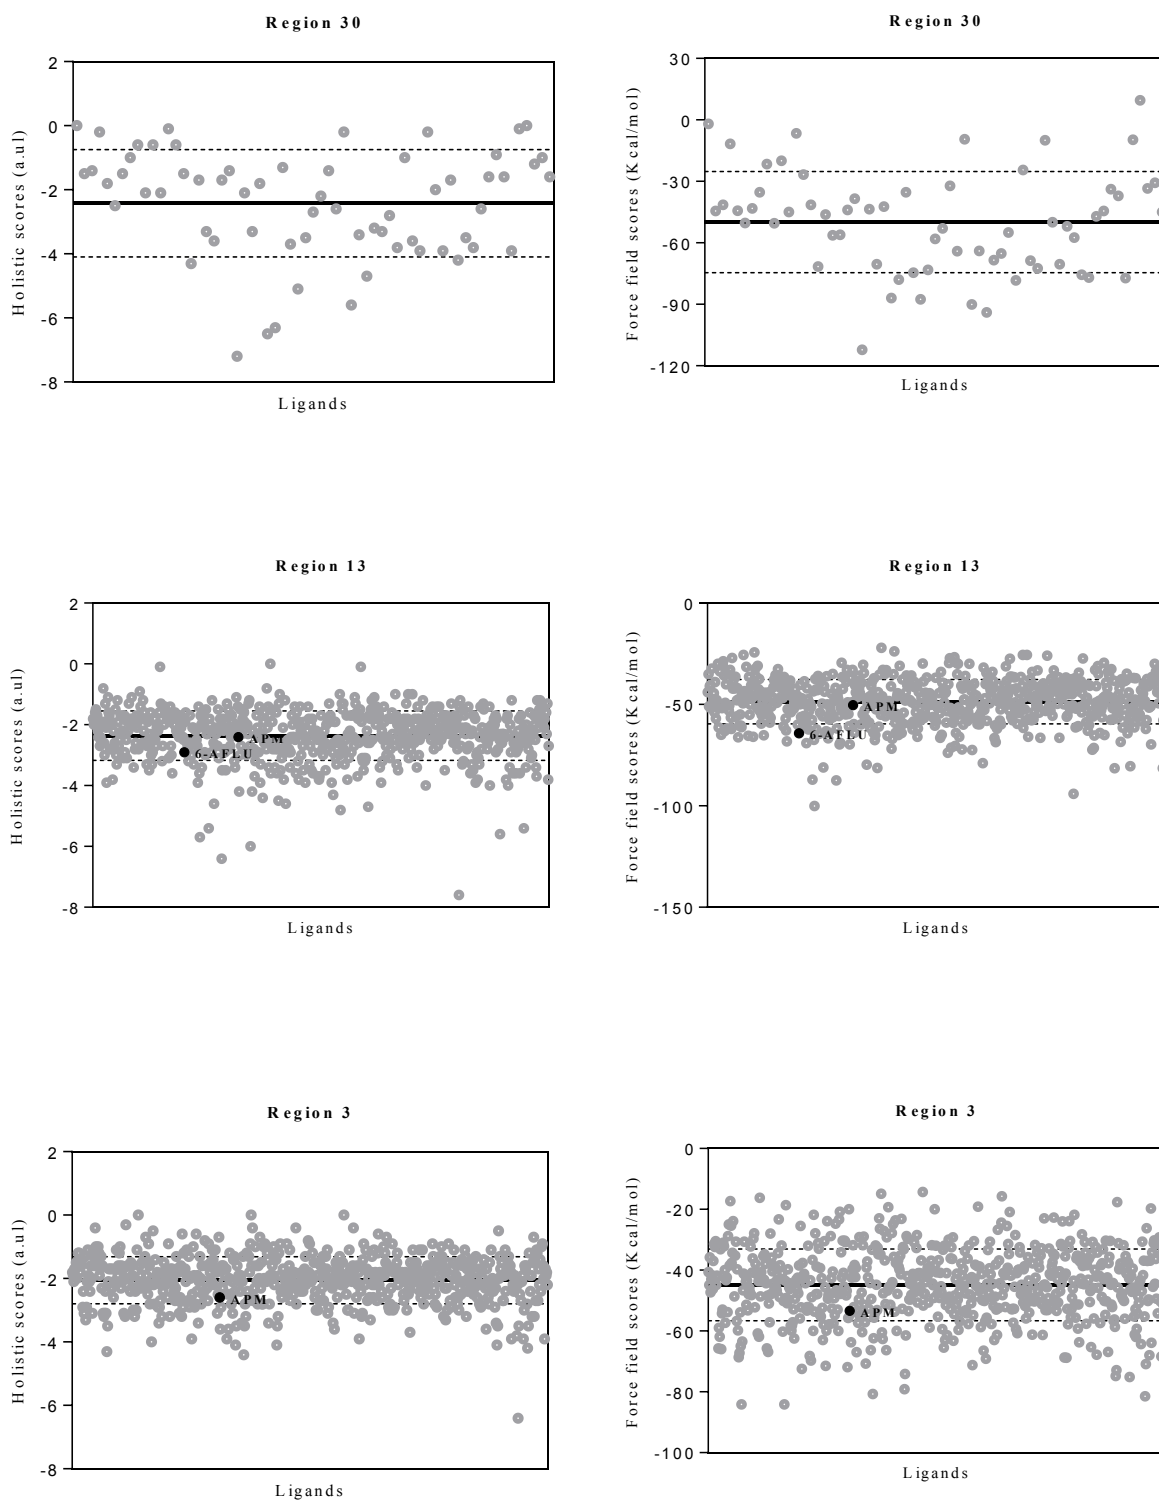 Region 30
2
0
-2
-4
-6
-8
Holistic scores (a.ul)
Ligands
Region 30
30
0
-30
-60
-90
-120
Force field scores (Kcal/mol)
Ligands
Region 13
2
0
-2
-4
-6
-8
Holistic scores (a.ul)
APM
6-AFLU
Ligands
Region 13
0
-50
-100
-150
Force field scores (Kcal/mol)
APM
6-AFLU
Ligands
Region 3
2
0
-2
-4
-6
-8
Holistic scores (a.ul)
APM
Ligands
Region 3
0
-20
-40
-60
-80
-100
Force field scores (Kcal/mol)
APM
Ligands